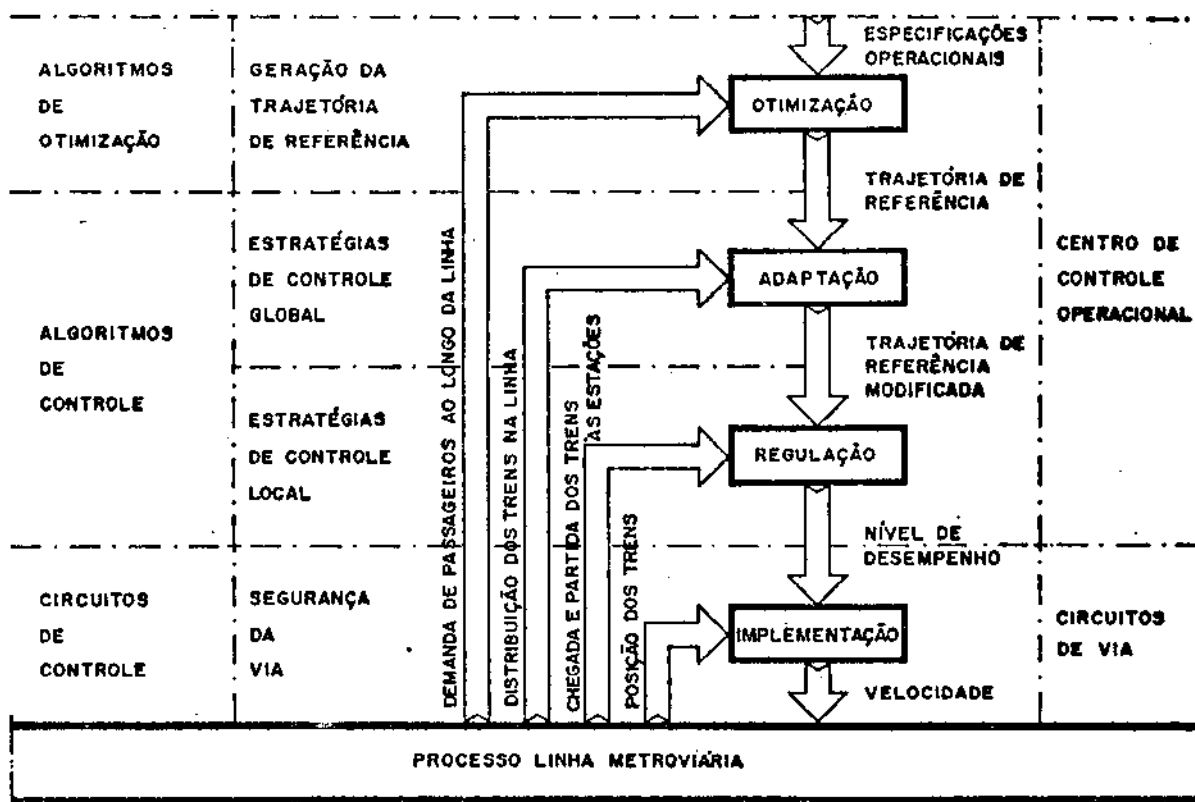 ALGORITMOS
DE
OTIMIZAÇÃO
GERAÇÃO DA
TRAJETÓRIA
DE REFERÊNCIA
ESPECIFICAÇÕES
OPERACIONAIS
OTIMIZAÇÃO
TRAJETÓRIA DE
REFERÊNCIA
ALGORITMOS
DE
CONTROLE
ESTRATÉGIAS
DE CONTROLE
GLOBAL
ADAPTAÇÃO
CENTRO DE
CONTROLE
OPERACIONAL
TRAJETÓRIA DE
REFERÊNCIA
MODIFICADA
ESTRATÉGIAS
DE CONTROLE
LOCAL
REGULAÇÃO
NÍVEL DE
DESEMPENHO
DEMANDA DE PASSAGEIROS AO LONGO DA LINHA
DISTRIBUIÇÃO DOS TRENS NA LINHA
CHEGADA E PARTIDA DOS TRENS
ÀS ESTAÇÕES
POSIÇÃO DOS TRENS
CIRCUITOS
DE
CONTROLE
SEGURANÇA
DA
VIA
IMPLEMENTAÇÃO
CIRCUITOS
DE VIA
VELOCIDADE
PROCESSO LINHA METROVIÁRIA